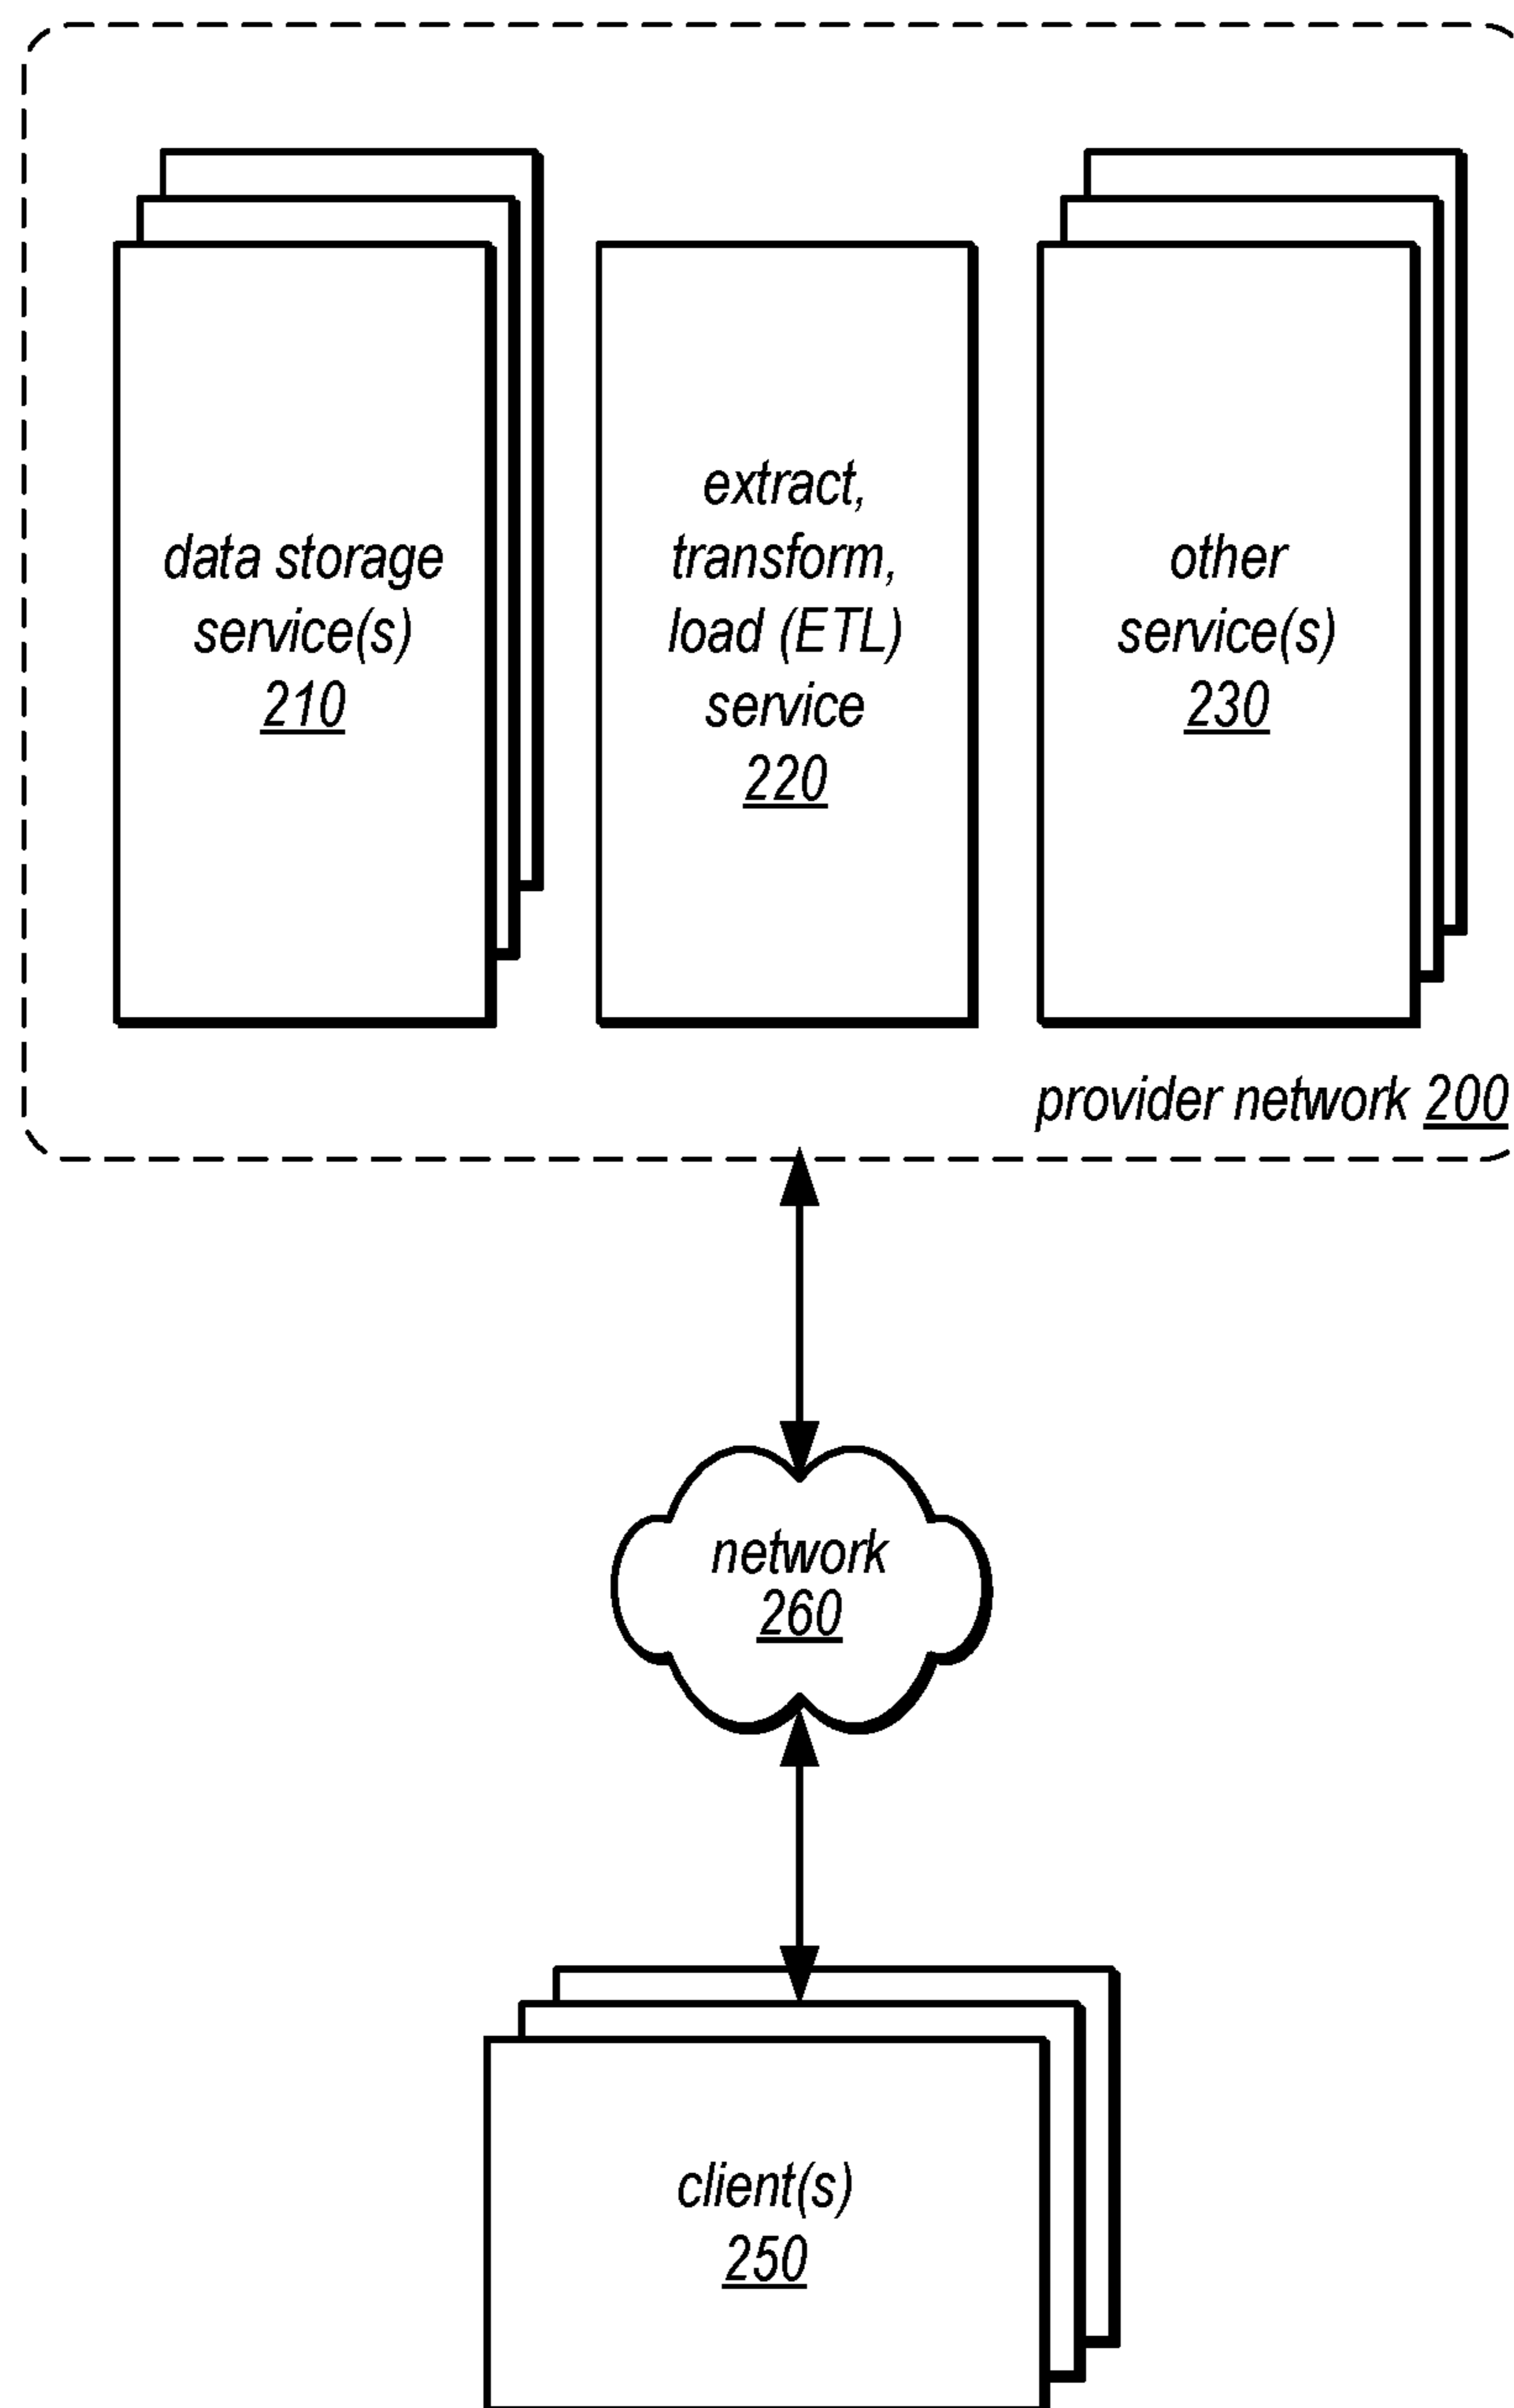 data storage
service(s)
210
extract,
transform,
load (ETL)
service
220
other
service(s)
230
provider network 200
network
260
client(s)
250